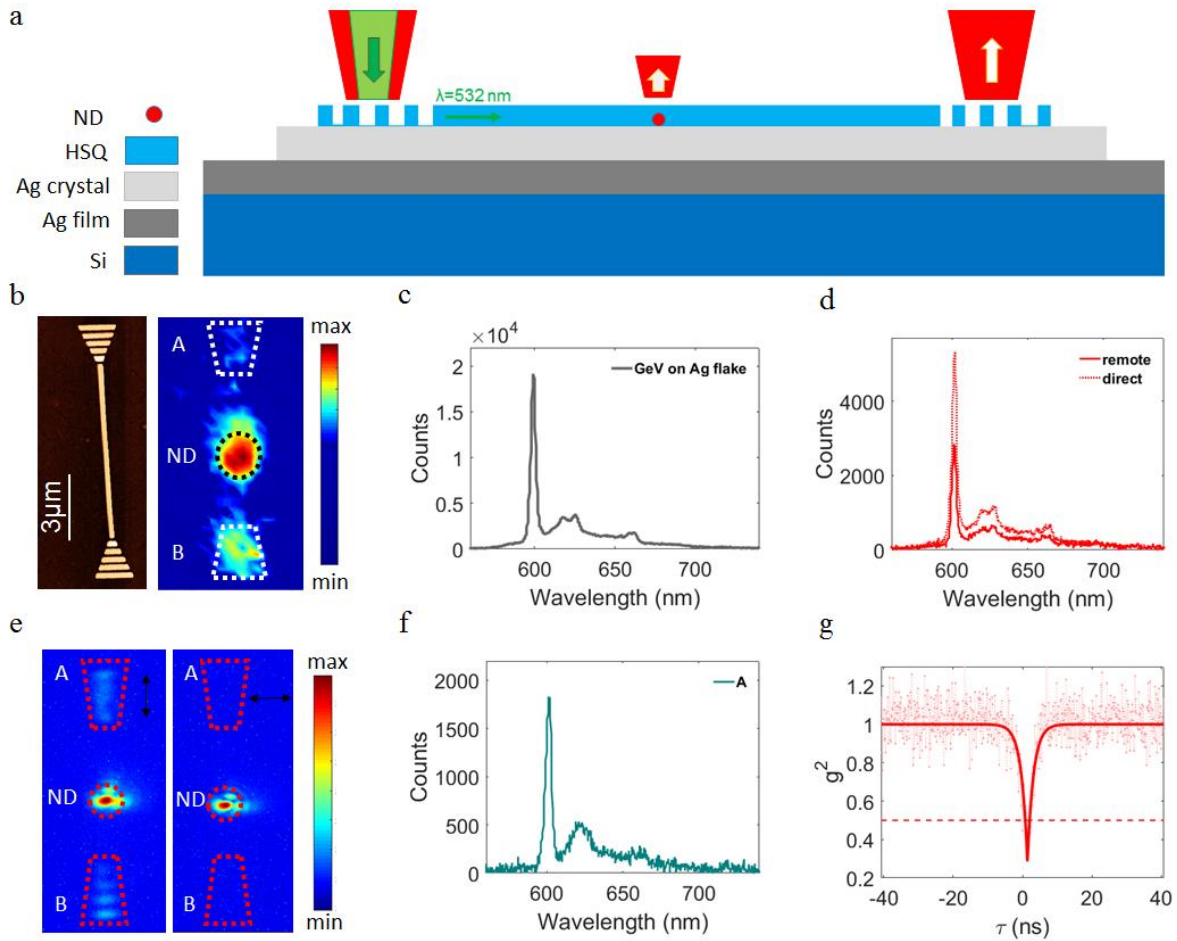 a
λ=532 nm
ND
HSQ
Ag crystal
Ag film
Si
b
3μm
A
ND
B
max
min
c
×10⁴
2
1.5
1
0.5
0
Counts
GeV on Ag flake
600 650 700
Wavelength (nm)
d
4000
2000
0
Counts
remote
direct
600 650 700
Wavelength (nm)
e
A
ND
B
A
ND
B
max
min
f
2000
1500
1000
500
0
Counts
A
600 650 700
Wavelength (nm)
g
1.2
1
0.8
0.6
0.4
0.2
g²
-40 -20 0 20 40
τ (ns)